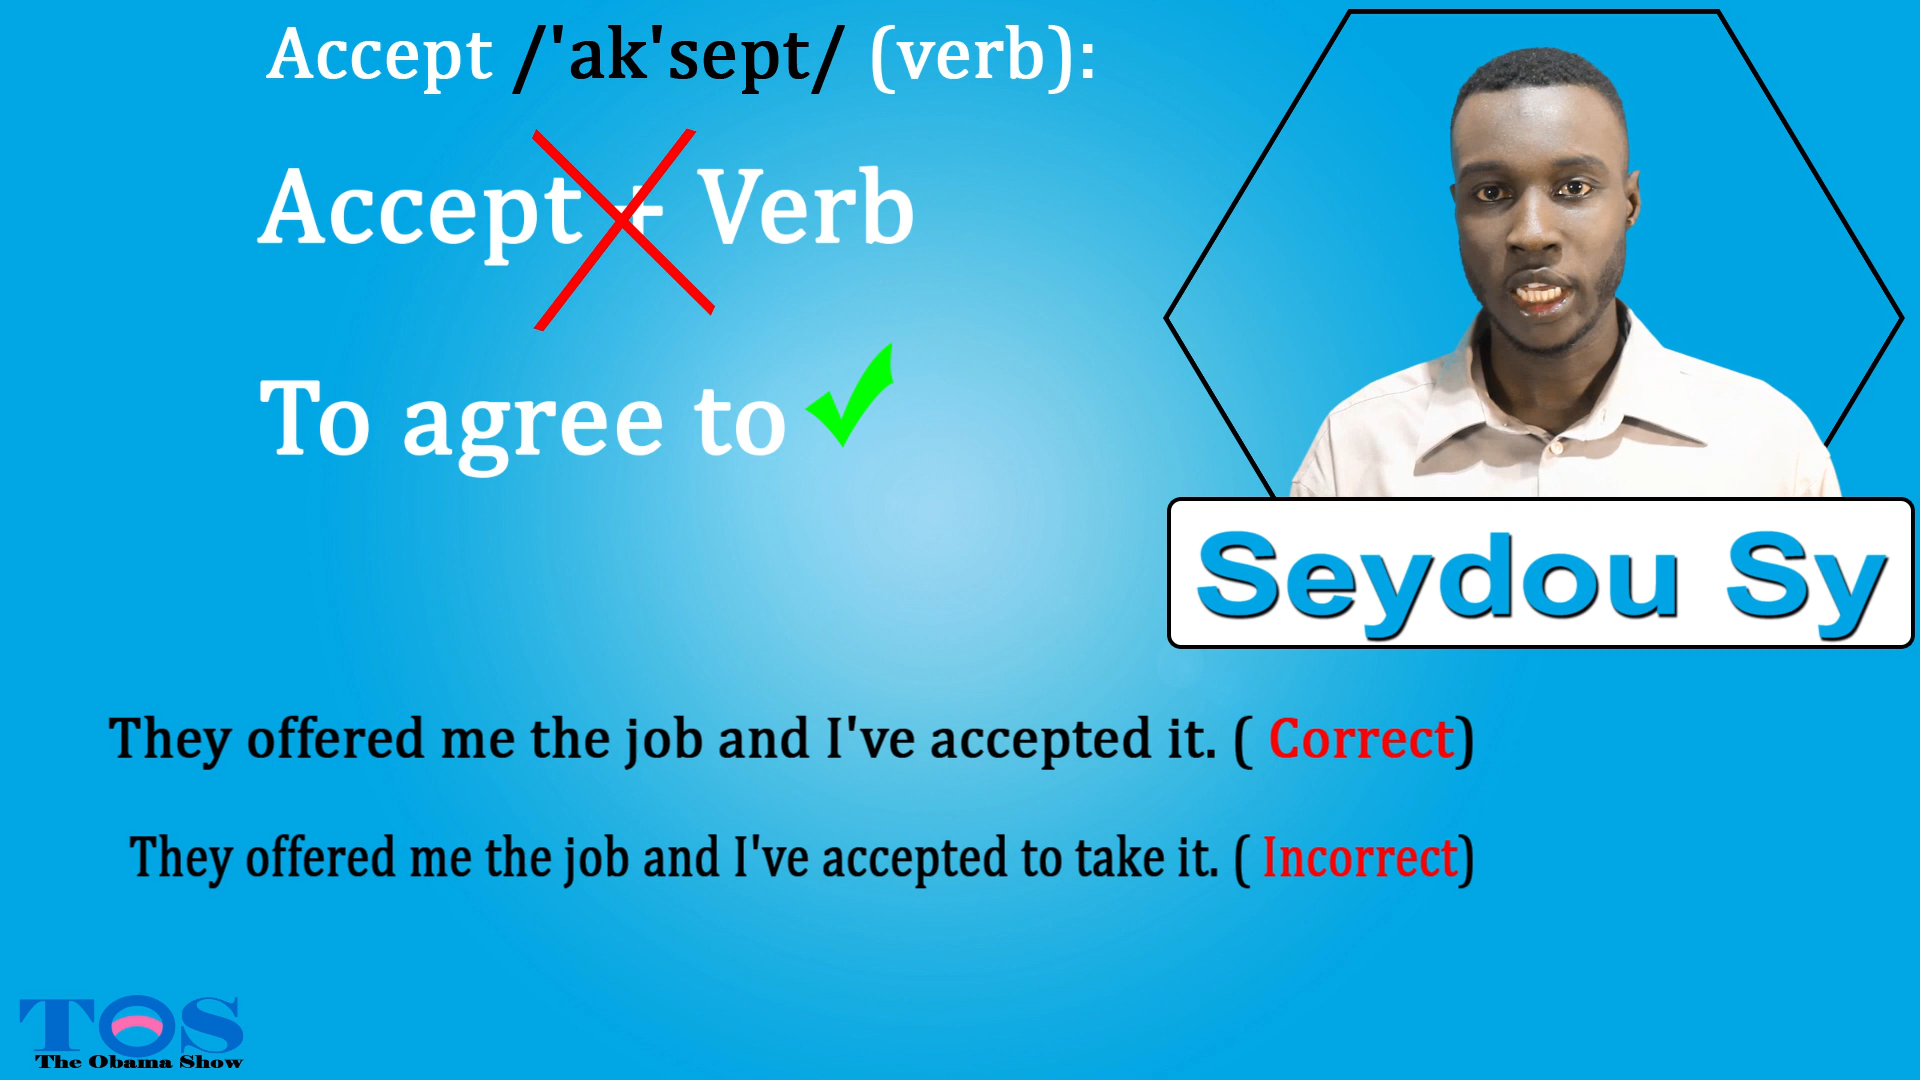 Accept /'ak'sept/ (verb):
Accept + Verb
To agree to
Seydou Sy
They offered me the job and I've accepted it. ( Correct)
They offered me the job and I've accepted to take it. ( Incorrect)
TOS
The Obama Show